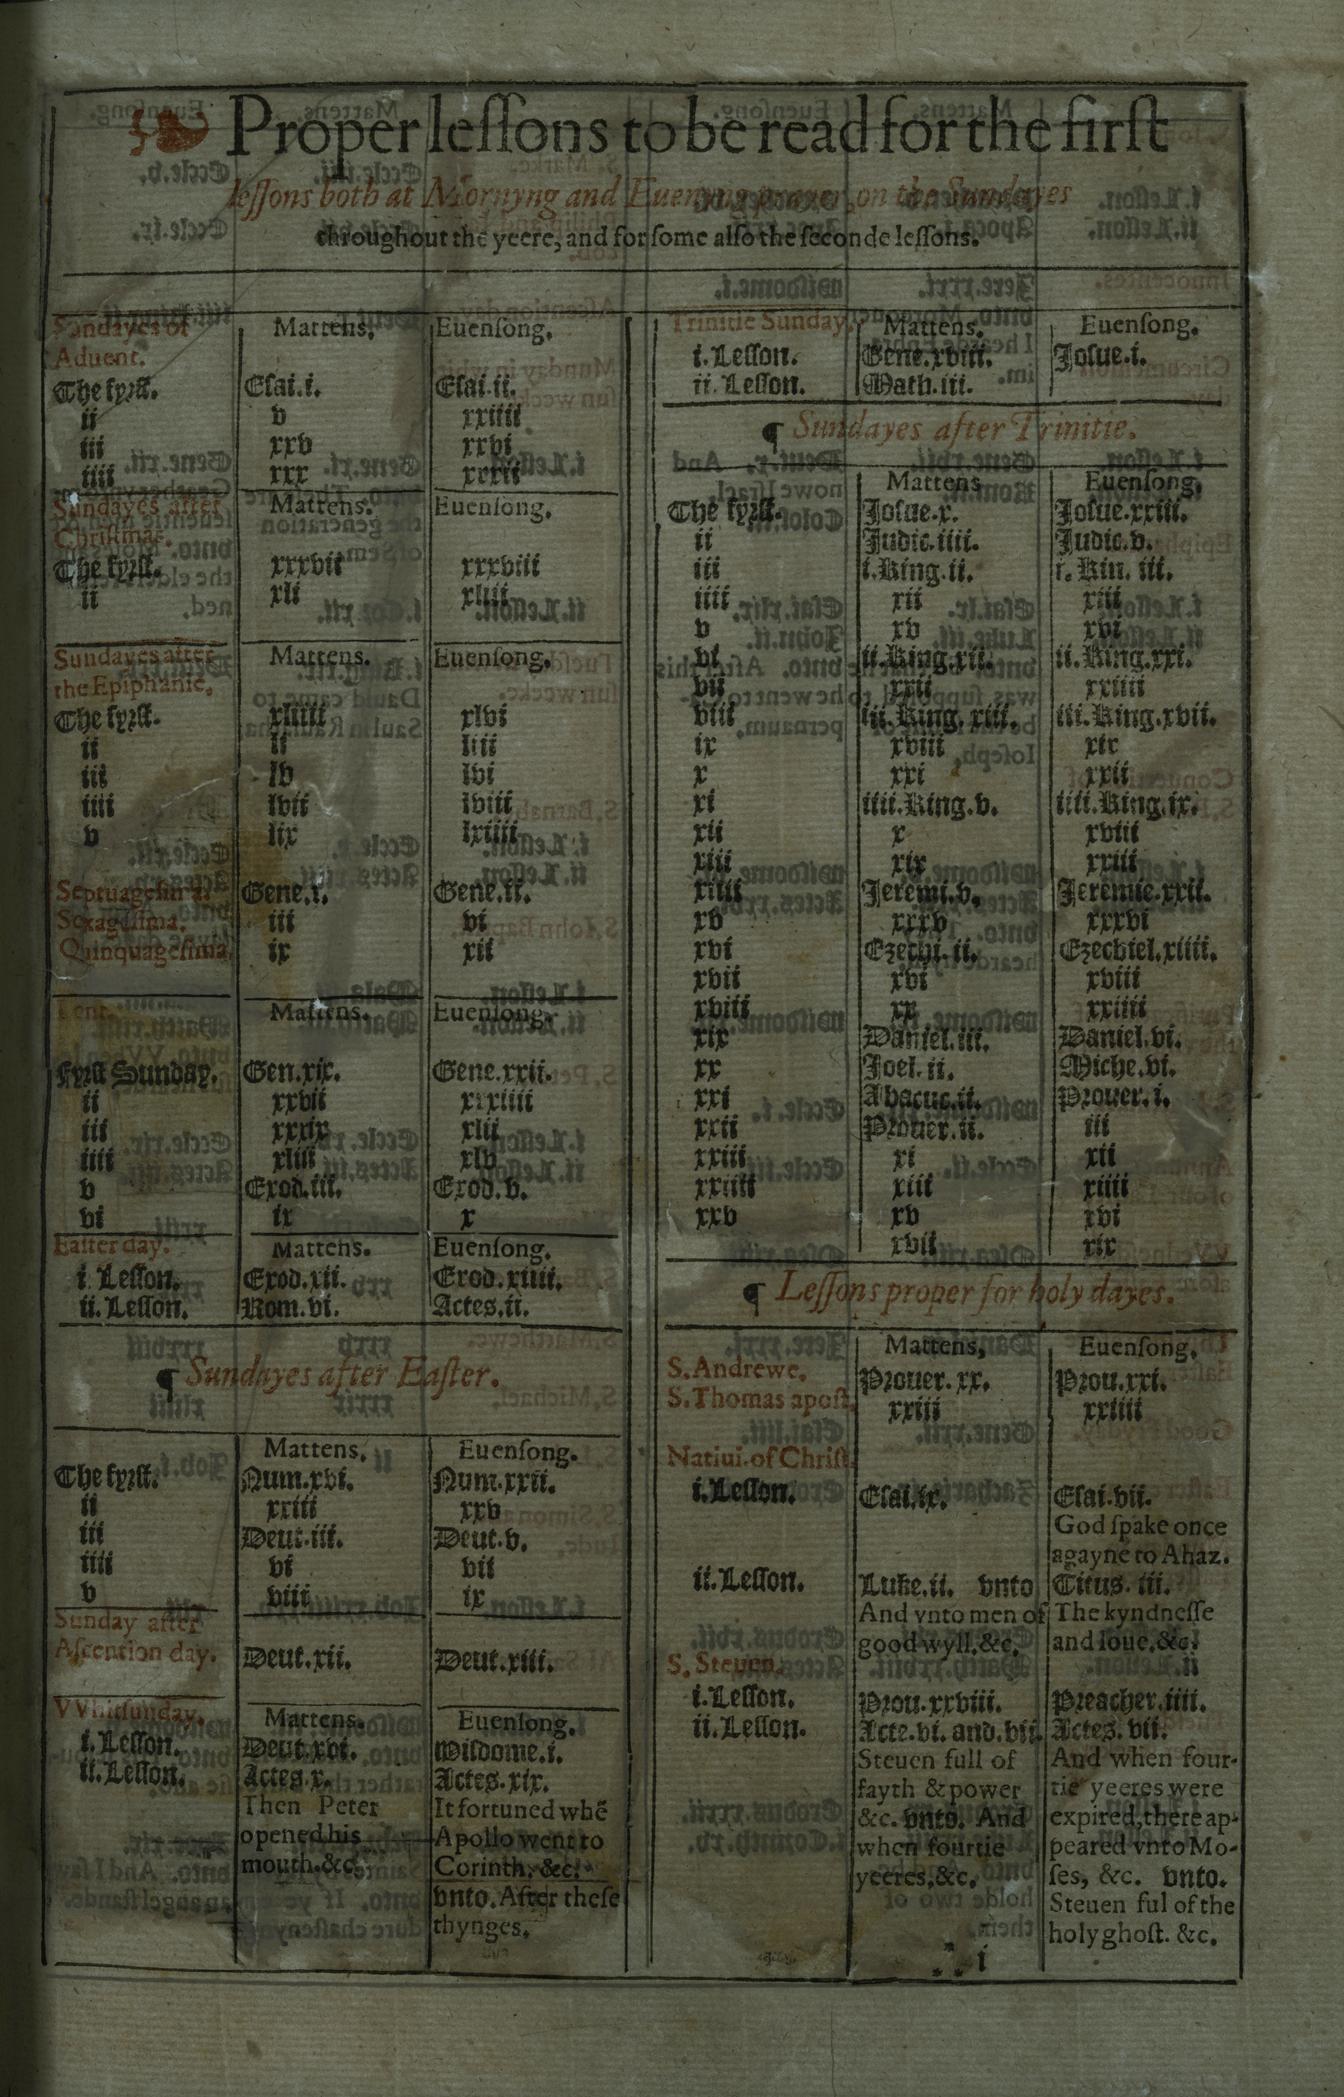 Proper lessons to be read for the first
lessons both at Mornyng and Euenyng prayer, on the Sundayes
throughout the yeere, and for some also the seconde lessons.
Sundayes of Aduent. Mattens. Euensong.
The fyrst. Esai.i. Esai.ii.
ii v xxiiii
iii xxv xxvi
iiii xxx xxxii
Sundayes after Christmas. Mattens. Euensong.
The fyrst. xxxvii xxxviii
ii xli xliii
Sundayes after the Epiphanie. Mattens. Euensong.
The fyrst. xliiii xlvi
ii li liii
iii lv lvi
iiii lvii lviii
v lix lxiiii
Septuagesima. Gene.i. Gene.ii.
Sexagesima. iii vi
Quinquagesima. ix xii
Lent. Mattens. Euensong.
Fyrst Sunday. Gen.xix. Gene.xxii.
ii xxvii xxxiiii
iii xxxix xlii
iiii xliii xlv
v Exod.iii. Exod.v.
vi ix x
Easter day. Mattens. Euensong.
i. Lesson. Exod.xii. Exod.xiiii.
ii. Lesson. Rom.vi. Actes.ii.
¶ Sundayes after Easter.
Mattens. Euensong.
The fyrst. Num.xvi. Num.xxii.
ii xxiii xxv
iii Deut.iii. Deut.v.
iiii vi vii
v viii ix
Sunday after
Ascention day. Deut.xii. Deut.xiii.
VVhitsunday. Mattens. Euensong.
i. Lesson. Deut.xvi. Wisdome.i.
ii. Lesson. Actes.x. Actes.xix.
Then Peter It fortuned whē
opened his Apollo went to
mouth.&c. Corinth, &c.
vnto. After these
thynges.
Trinitie Sunday. Mattens. Euensong.
i. Lesson. Gene.xviii. Josue.i.
ii. Lesson. Math.iii.
¶ Sundayes after Trinitie.
Mattens Euensong.
The fyrst. Josue.x. Josue.xxiii.
ii Judic.iiii. Judic.v.
iii i.King.ii. i. Kin. iii.
iiii xii xiii
v xv xvi
vi ii.King.xii. ii.King.xxi.
vii xxii xxiiii
viii iii.King.xiii. iii.King.xvii.
ix xviii xix
x xxi xxii
xi iiii.King.v. iiii.King.ix.
xii x xviii
xiii xix xxiii
xiiii Jeremi.v. Jeremie.xxii.
xv xxxv xxxvi
xvi Ezechi.ii. Ezechiel.xiiii.
xvii xvi xviii
xviii xx xxiiii
xix Daniel.iii. Daniel.vi.
xx Joel.ii. Miche.vi.
xxi Abacuc.ii. Prouer.i.
xxii Prouer.ii. iii
xxiii xi xii
xxiiii xiii xiiii
xxv xv xvi
xvii xix
¶ Lessons proper for holy dayes.
Mattens, Euensong.
S. Andrewe. Prouer.xx. Prou.xxi.
S. Thomas apost. xxiii xxiiii
Natiui. of Christ.
i. Lesson. Esai.ix. Esai.vii.
God spake once
agayne to Ahaz.
ii. Lesson. Luke.ii. vnto Titus. iii.
And vnto men of The kyndnesse
good wyll.&c. and loue,&c.
S. Steuen.
i. Lesson. Prou.xxviii. Preacher.iiii.
ii. Lesson. Acte.vi. and.vii. Actes. vii.
Steuen full of And when four-
fayth & power tie yeeres were
&c. vnto. And expired, there ap-
when fourtie peared vnto Mo-
yeeres, &c. ses, &c. vnto.
Steuen ful of the
holy ghost. &c.
.·. i